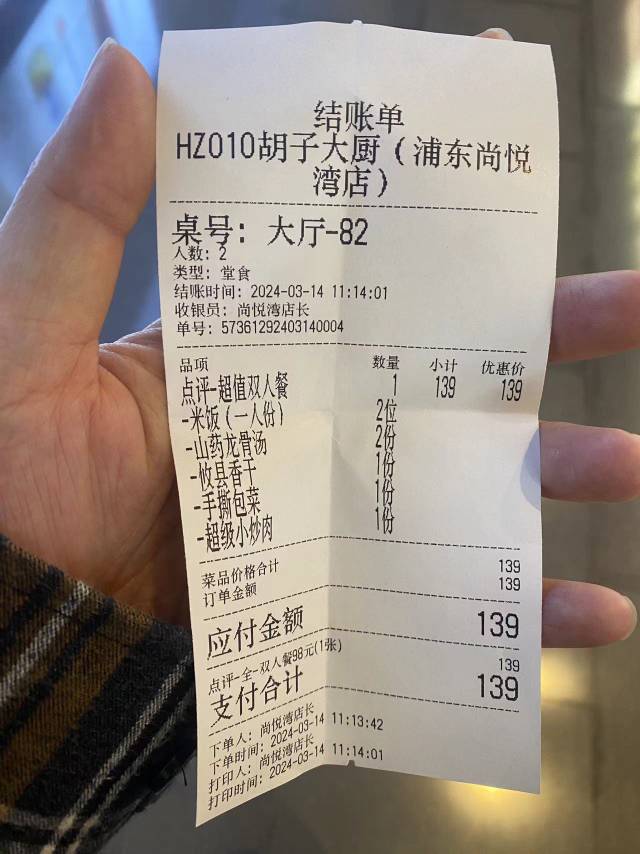 结账单
HZ010胡子大厨（浦东尚悦
湾店）
桌号: 大厅-82
人数: 2
类型: 堂食
结账时间: 2024-03-14 11:14:01
收银员: 尚悦湾店长
单号: 57361292403140004
品项 数量 小计 优惠价
点评-超值双人餐 1 139 139
-米饭（一人份） 2位
-山药龙骨汤 2份
-攸县香干 1份
-手撕包菜 1份
-超级小炒肉 1份
菜品价格合计 139
订单金额 139
应付金额 139
点评-全-双人餐98元(1张) 139
支付合计 139
下单人: 尚悦湾店长
下单时间: 2024-03-14 11:13:42
打印人: 尚悦湾店长
打印时间: 2024-03-14 11:14:01